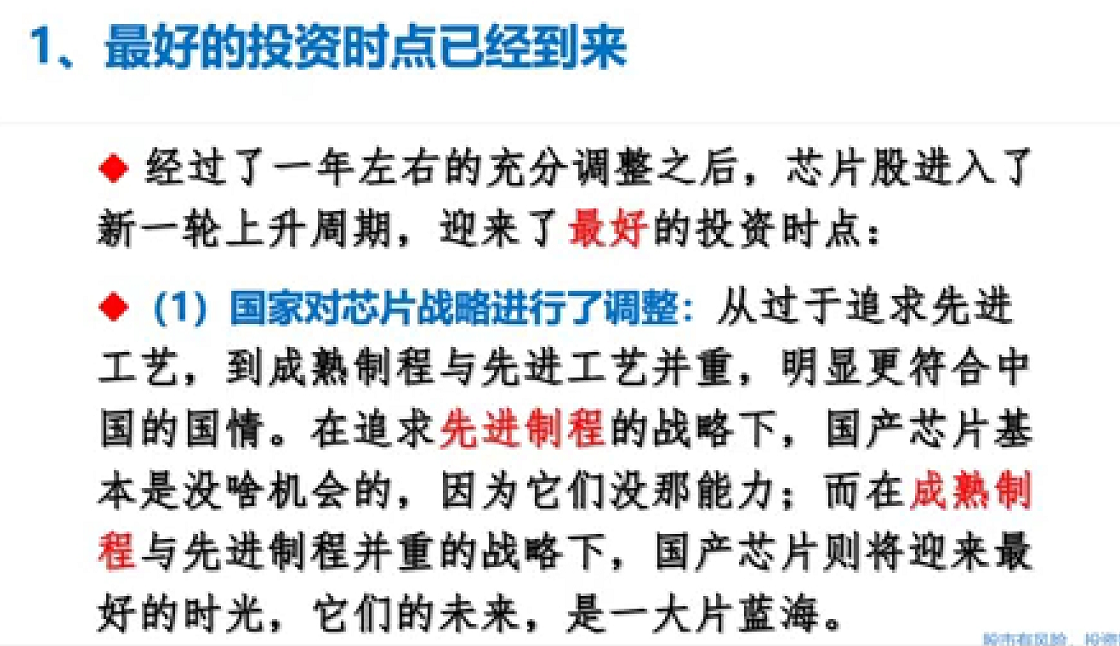 1、最好的投资时点已经到来
◆经过了一年左右的充分调整之后，芯片股进入了
新一轮上升周期，迎来了最好的投资时点：
◆（1）国家对芯片战略进行了调整：从过于追求先进
工艺，到成熟制程与先进工艺并重，明显更符合中
国的国情。在追求先进制程的战略下，国产芯片基
本是没啥机会的，因为它们没那能力；而在成熟制
程与先进制程并重的战略下，国产芯片则将迎来最
好的时光，它们的未来，是一大片蓝海。
股市有风险，投资